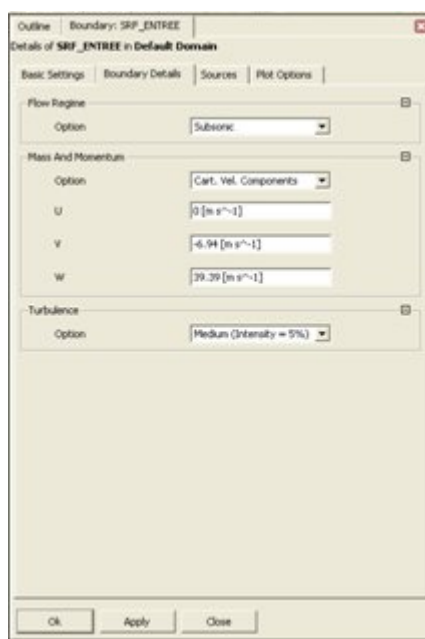 Outline Boundary: SRF_ENTREE
Details of SRF_ENTREE in Default Domain
Basic Settings Boundary Details Sources Plot Options
Flow Regime
Option Subsonic
Mass And Momentum
Option Cart. Vel. Components
U 0 [m s^-1]
V -6.94 [m s^-1]
W 39.39 [m s^-1]
Turbulence
Option Medium (Intensity = 5%)
Ok Apply Close